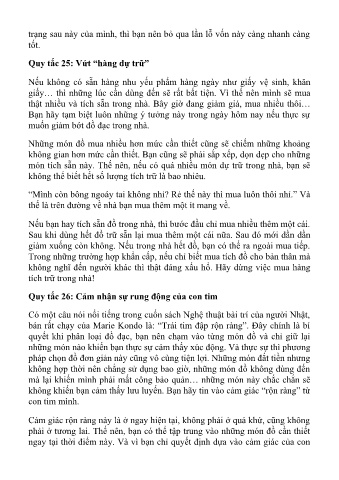 trạng sau này của mình, thì bạn nên bỏ qua lần lỗ vốn này càng nhanh càng
tốt.
Quy tắc 25: Vứt “hàng dự trữ”
Nếu không có sẵn hàng nhu yếu phẩm hàng ngày như giấy vệ sinh, khăn
giấy… thì những lúc cần dùng đến sẽ rất bất tiện. Vì thế nên mình sẽ mua
thật nhiều và tích sẵn trong nhà. Bây giờ đang giảm giá, mua nhiều thôi…
Bạn hãy tạm biệt luôn những ý tưởng này trong ngày hôm nay nếu thực sự
muốn giảm bớt đồ đạc trong nhà.
Những món đồ mua nhiều hơn mức cần thiết cũng sẽ chiếm những khoảng
không gian hơn mức cần thiết. Bạn cũng sẽ phải sắp xếp, dọn dẹp cho những
món tích sẵn này. Thế nên, nếu có quá nhiều món dự trữ trong nhà, bạn sẽ
không thể biết hết số lượng tích trữ là bao nhiêu.
“Mình còn bông ngoáy tai không nhỉ? Rẻ thế này thì mua luôn thôi nhỉ.” Và
thế là trên đường về nhà bạn mua thêm một ít mang về.
Nếu bạn hay tích sẵn đồ trong nhà, thì bước đầu chỉ mua nhiều thêm một cái.
Sau khi dùng hết đồ trữ sẵn lại mua thêm một cái nữa. Sau đó mới dần dần
giảm xuống còn không. Nếu trong nhà hết đồ, bạn có thể ra ngoài mua tiếp.
Trong những trường hợp khẩn cấp, nếu chỉ biết mua tích đồ cho bản thân mà
không nghĩ đến người khác thì thật đáng xấu hổ. Hãy dừng việc mua hàng
tích trữ trong nhà!
Quy tắc 26: Cảm nhận sự rung động của con tim
Có một câu nói nổi tiếng trong cuốn sách Nghệ thuật bài trí của người Nhật,
bán rất chạy của Marie Kondo là: “Trái tim đập rộn ràng”. Đây chính là bí
quyết khi phân loại đồ đạc, bạn nên chạm vào từng món đồ và chỉ giữ lại
những món nào khiến bạn thực sự cảm thấy xúc động. Và thực sự thì phương
pháp chọn đồ đơn giản này cũng vô cùng tiện lợi. Những món đắt tiền nhưng
không hợp thời nên chẳng sử dụng bao giờ, những món đồ không dùng đến
mà lại khiến mình phải mất công bảo quản… những món này chắc chắn sẽ
không khiến bạn cảm thấy lưu luyến. Bạn hãy tin vào cảm giác “rộn ràng” từ
con tim mình.
Cảm giác rộn ràng này là ở ngay hiện tại, không phải ở quá khứ, cũng không
phải ở tương lai. Thế nên, bạn có thể tập trung vào những món đồ cần thiết
ngay tại thời điểm này. Và vì bạn chỉ quyết định dựa vào cảm giác của con